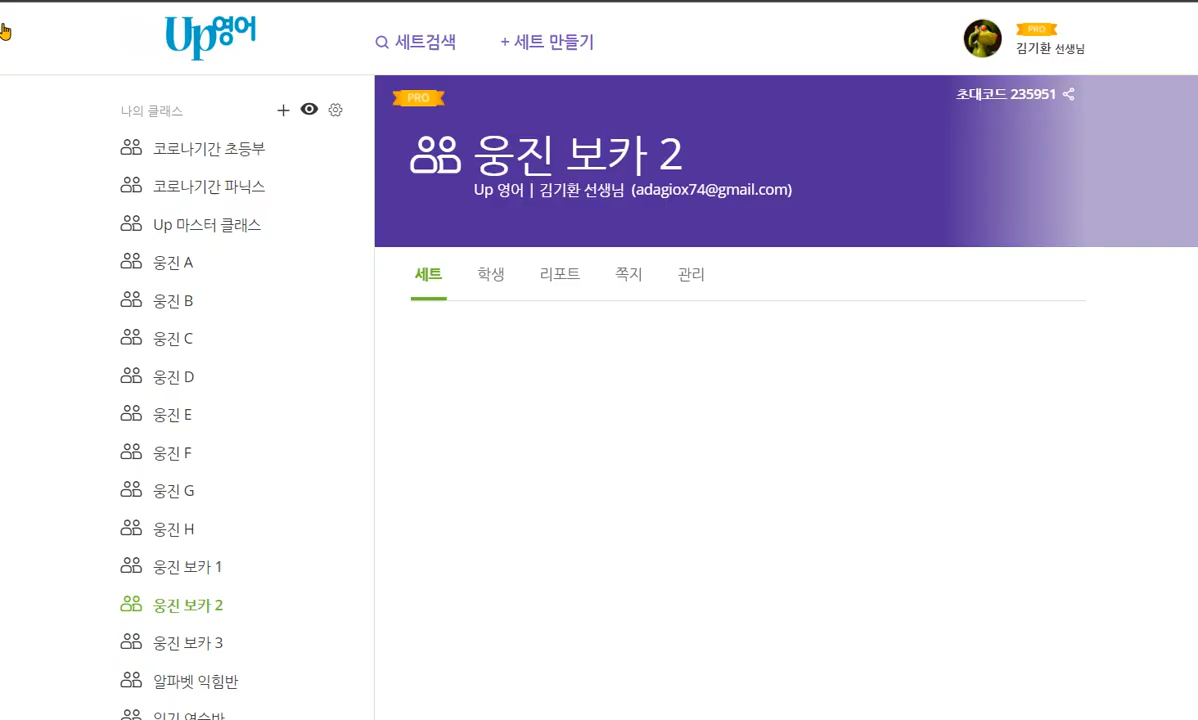 Up영어
세트검색
+ 세트 만들기
PRO
김기환 선생님
나의 클래스
코로나기간 초등부
코로나기간 파닉스
Up 마스터 클래스
웅진 A
웅진 B
웅진 C
웅진 D
웅진 E
웅진 F
웅진 G
웅진 H
웅진 보카 1
웅진 보카 2
웅진 보카 3
알파벳 익힘반
PRO
초대코드 235951
웅진 보카 2
Up 영어 | 김기환 선생님 (adagiox74@gmail.com)
세트 학생 리포트 쪽지 관리